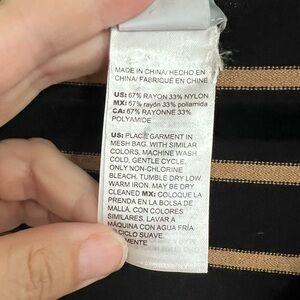 MADE IN CHINA/ HECHO EN
CHINA/ FABRIQUÉ EN CHINE
US: 67% RAYON 33% NYLON
MX: 67% rayón 33% poliamida
CA: 67% RAYONNE 33%
POLYAMIDE
US: PLACE GARMENT IN
MESH BAG. WITH SIMILAR
COLORS, MACHINE WASH
COLD, GENTLE CYCLE.
ONLY NON-CHLORINE
BLEACH. TUMBLE DRY LOW.
WARM IRON. MAY BE DRY
CLEANED MX: COLOQUE LA
PRENDA EN LA BOLSA DE
MALLA, CON COLORES
SIMILARES, LAVAR A
MÁQUINA CON AGUA FRÍA
CICLO SUAVE.